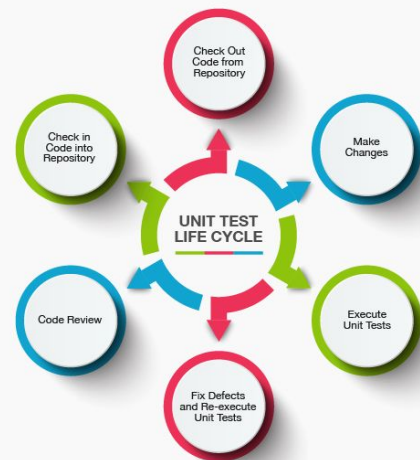 Check Out
Code from
Repository
Make
Changes
Execute
Unit Tests
Fix Defects
and Re-execute
Unit Tests
Code Review
Check in
Code into
Repository
UNIT TEST
LIFE CYCLE